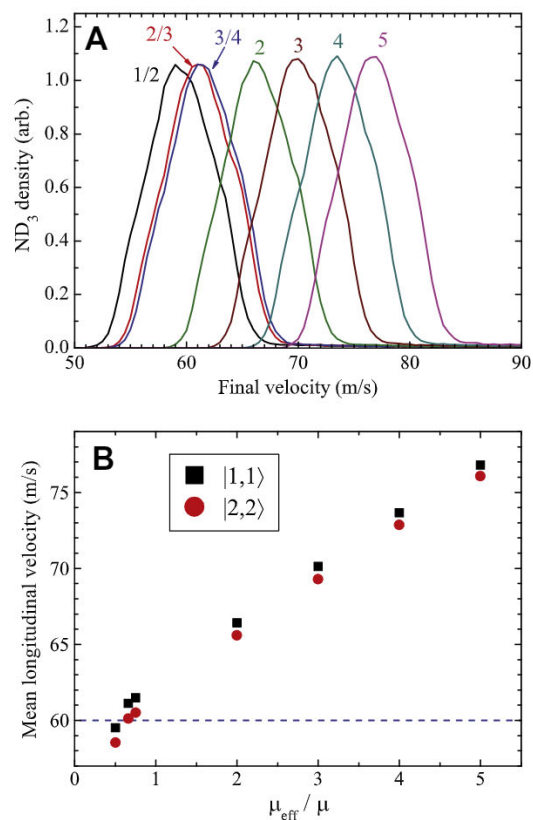 A
1/2
2/3
3/4
2
3
4
5
1.2
1.0
0.8
0.6
0.4
0.2
0.0
ND₃ density (arb.)
50 60 70 80 90
Final velocity (m/s)
B
|1,1⟩
|2,2⟩
75
70
65
60
Mean longitudinal velocity (m/s)
0 1 2 3 4 5
μ_eff / μ